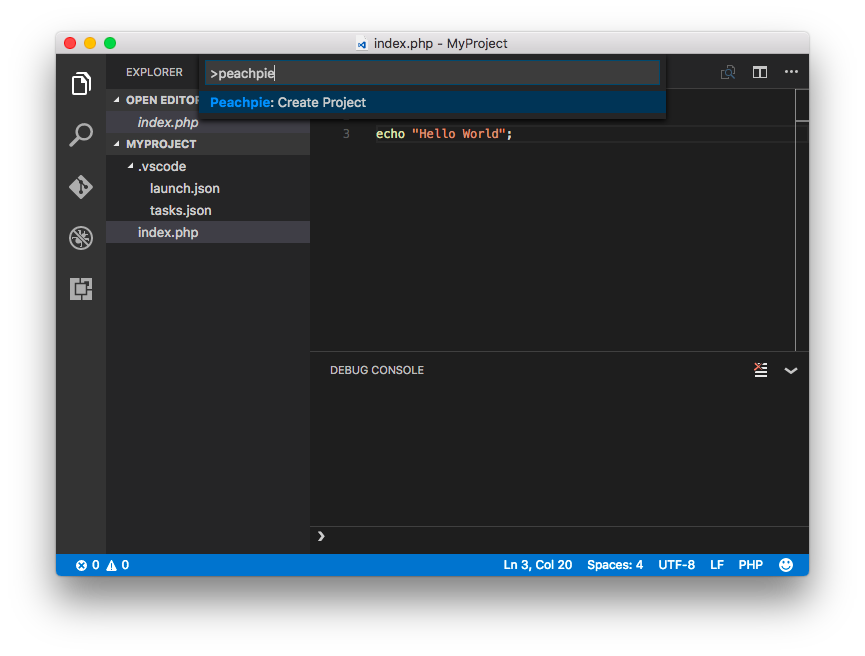 index.php - MyProject
EXPLORER
>peachpie
Peachpie: Create Project
OPEN EDITOR
index.php
MYPROJECT
.vscode
launch.json
tasks.json
index.php
3 echo "Hello World";
DEBUG CONSOLE
❯
0 0 Ln 3, Col 20 Spaces: 4 UTF-8 LF PHP